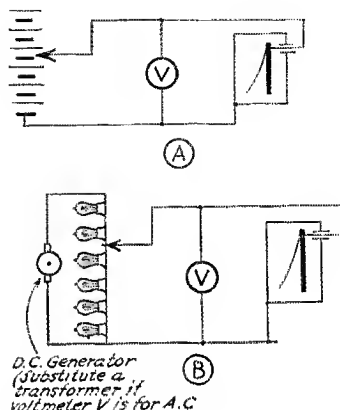 V
A
V
B
D.C. Generator
(Substitute a
transformer if
voltmeter V is for A.C